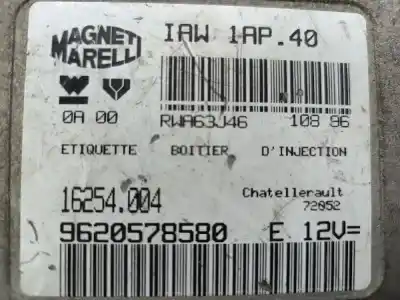 MAGNETI MARELLI
IAW 1AP.40
0A 00
RWA63J46 108 96
ETIQUETTE BOITIER D'INJECTION
16254.004
Chatellerault
72052
9620578580 E 12V=